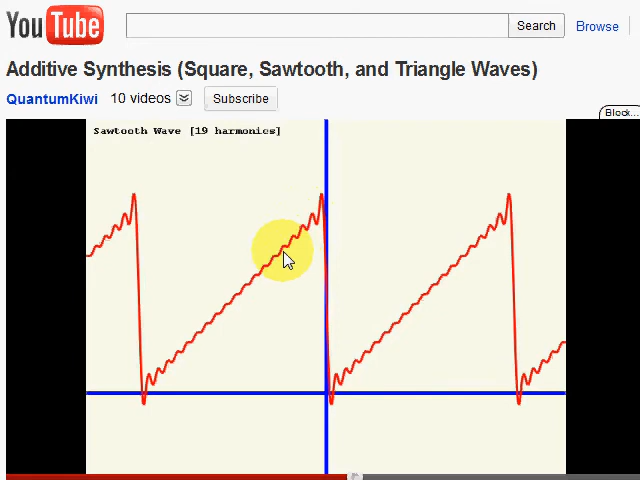 YouTube
Search
Browse
Additive Synthesis (Square, Sawtooth, and Triangle Waves)
QuantumKiwi 10 videos Subscribe
Block...
Sawtooth Wave [19 harmonics]